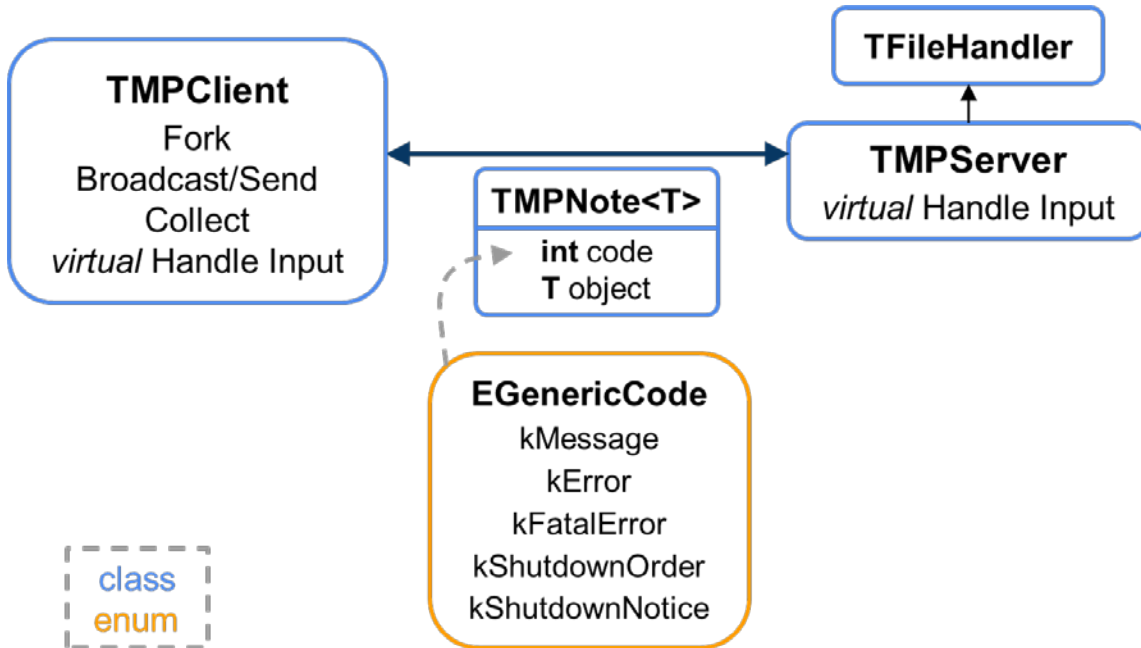 TMPClient
Fork
Broadcast/Send
Collect
virtual Handle Input
TFileHandler
TMPServer
virtual Handle Input
TMPNote<T>
int code
T object
EGenericCode
kMessage
kError
kFatalError
kShutdownOrder
kShutdownNotice
class
enum